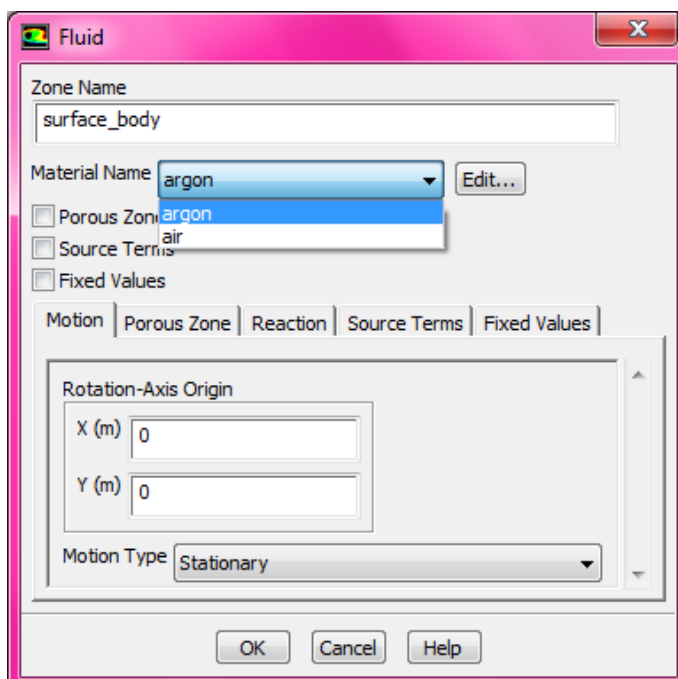 Fluid
X
Zone Name
surface_body
Material Name argon Edit...
argon
air
Porous Zone
Source Terms
Fixed Values
Motion Porous Zone Reaction Source Terms Fixed Values
Rotation-Axis Origin
X (m) 0
Y (m) 0
Motion Type Stationary
OK Cancel Help